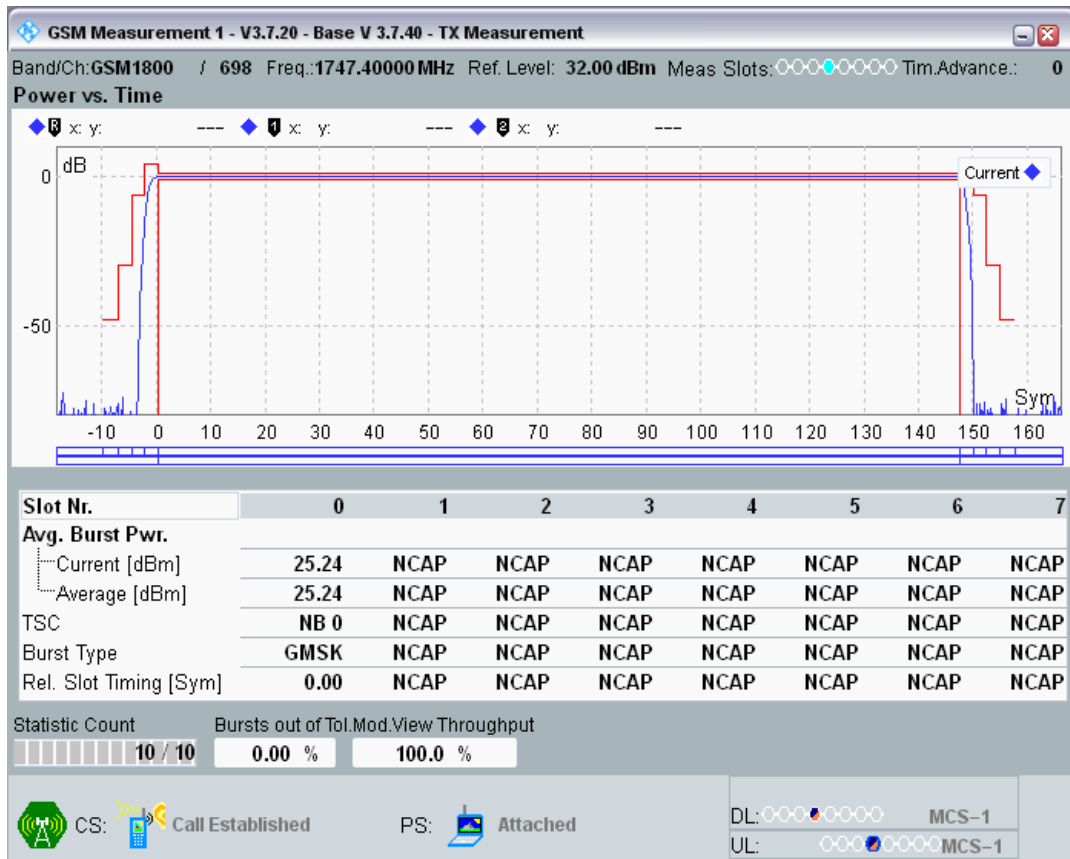 GSM Measurement 1 - V3.7.20 - Base V 3.7.40 - TX Measurement
Band/Ch:GSM1800 / 698 Freq.:1747.40000 MHz Ref. Level: 32.00 dBm Meas Slots: Tim.Advance.: 0
Power vs. Time
R x: y: --- 1 x: y: --- 2 x: y: ---
dB
Current
0
-50
Sym
-10 0 10 20 30 40 50 60 70 80 90 100 110 120 130 140 150 160
Slot Nr. 0 1 2 3 4 5 6 7
Avg. Burst Pwr.
Current [dBm] 25.24 NCAP NCAP NCAP NCAP NCAP NCAP NCAP
Average [dBm] 25.24 NCAP NCAP NCAP NCAP NCAP NCAP NCAP
TSC NB 0 NCAP NCAP NCAP NCAP NCAP NCAP NCAP
Burst Type GMSK NCAP NCAP NCAP NCAP NCAP NCAP NCAP
Rel. Slot Timing [Sym] 0.00 NCAP NCAP NCAP NCAP NCAP NCAP NCAP
Statistic Count Bursts out of Tol. Mod.View Throughput
10 / 10 0.00 % 100.0 %
CS: Call Established PS: Attached
DL: MCS-1
UL: MCS-1